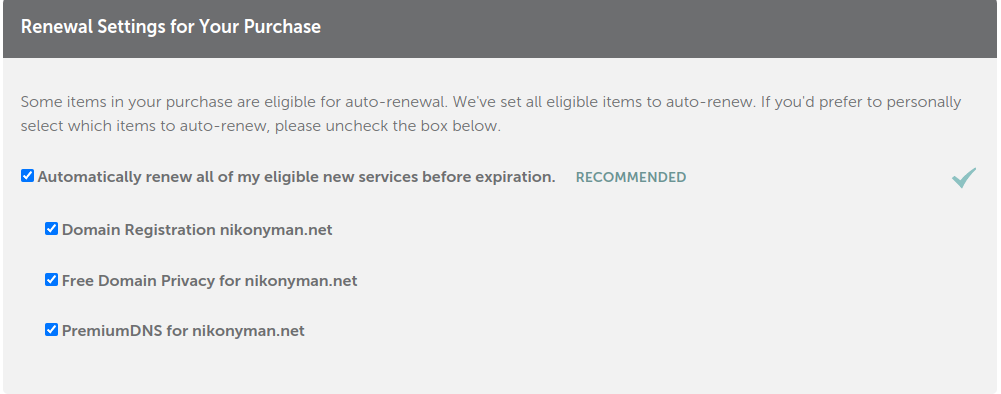 Renewal Settings for Your Purchase
Some items in your purchase are eligible for auto-renewal. We've set all eligible items to auto-renew. If you'd prefer to personally
select which items to auto-renew, please uncheck the box below.
Automatically renew all of my eligible new services before expiration. RECOMMENDED
Domain Registration nikonyman.net
Free Domain Privacy for nikonyman.net
PremiumDNS for nikonyman.net